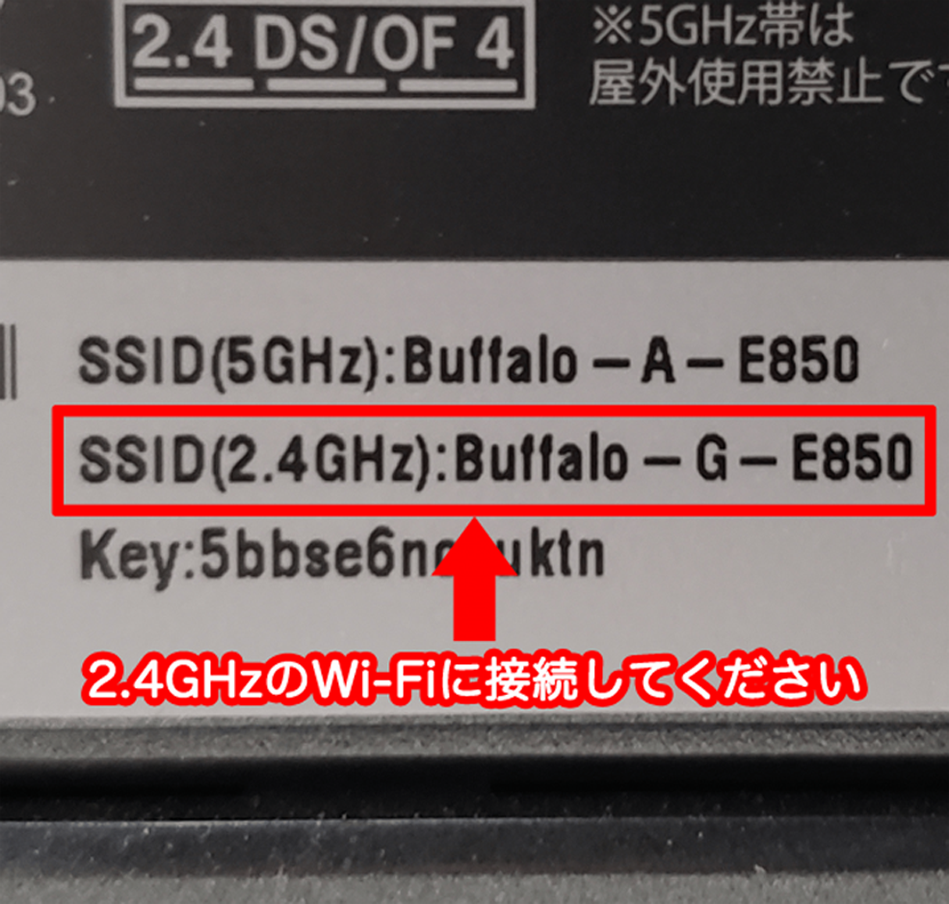 2.4 DS/OF 4
※5GHz帯は
屋外使用禁止で
03
SSID(5GHz):Buffalo-A-E850
SSID(2.4GHz):Buffalo-G-E850
Key:
2.4GHzのWi-Fiに接続してください